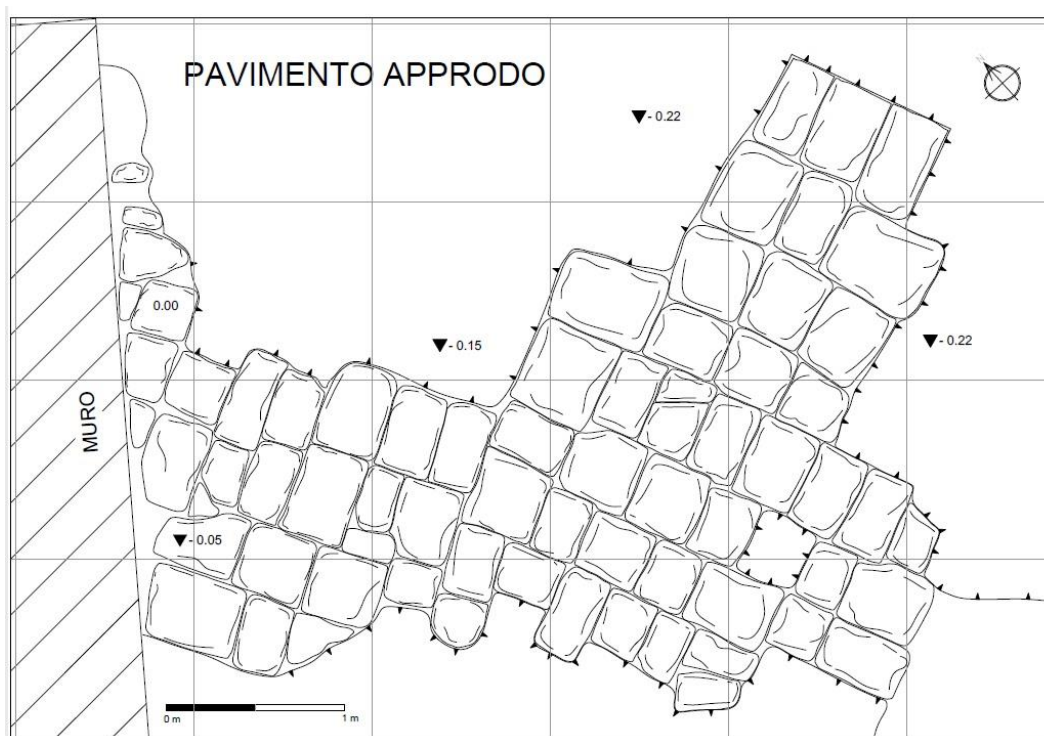 PAVIMENTO APPRODO
- 0.22
0.00
- 0.15
- 0.22
MURO
- 0.05
0 m
1 m